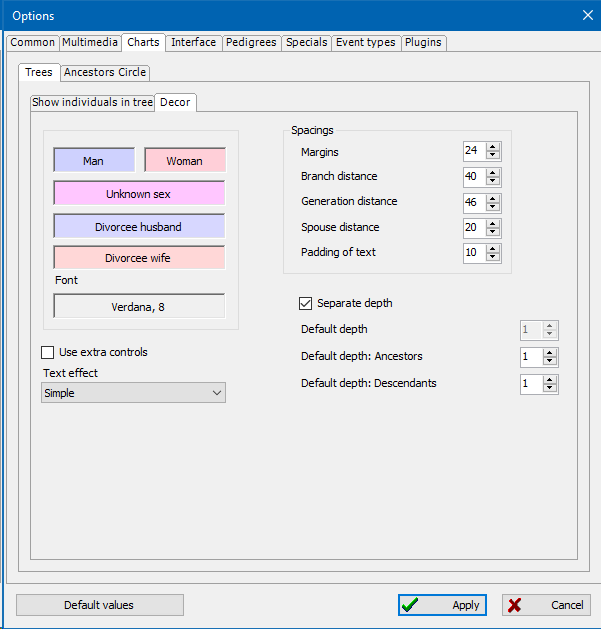 Options
Common Multimedia Charts Interface Pedigrees Specials Event types Plugins
Trees Ancestors Circle
Show individuals in tree Decor
Man Woman
Unknown sex
Divorcee husband
Divorcee wife
Font
Verdana, 8
Use extra controls
Text effect
Simple
Spacings
Margins 24
Branch distance 40
Generation distance 46
Spouse distance 20
Padding of text 10
Separate depth
Default depth 1
Default depth: Ancestors 1
Default depth: Descendants 1
Default values Apply Cancel